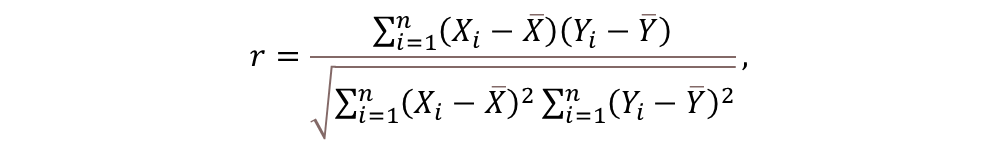 r = \frac{\sum_{i=1}^{n}(X_i - \bar{X})(Y_i - \bar{Y})}{\sqrt{\sum_{i=1}^{n}(X_i - \bar{X})^2 \sum_{i=1}^{n}(Y_i - \bar{Y})^2}},